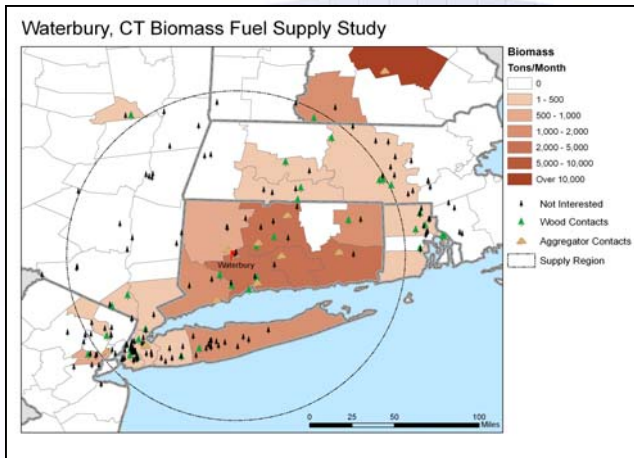 Waterbury, CT Biomass Fuel Supply Study
Biomass
Tons/Month
0
1 - 500
500 - 1,000
1,000 - 2,000
2,000 - 5,000
5,000 - 10,000
Over 10,000
Not Interested
Wood Contacts
Aggregator Contacts
Supply Region
Waterbury
0 25 50 100
Miles